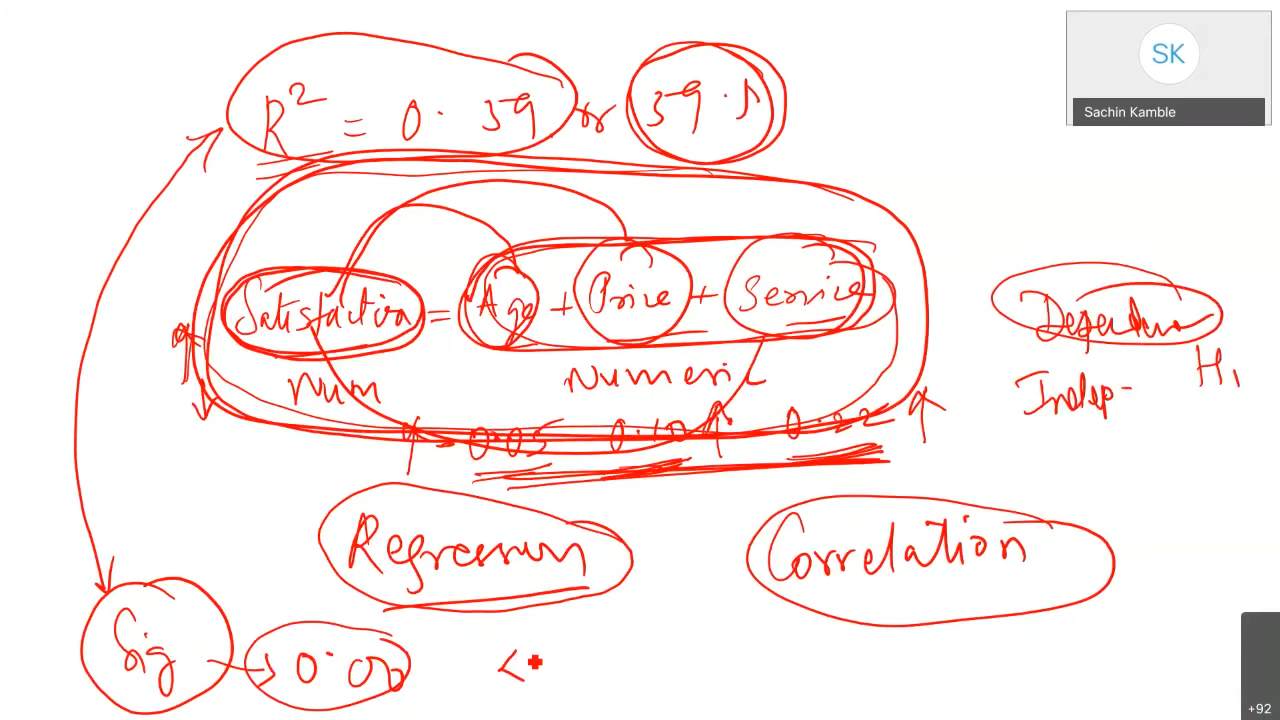 R² = 0.39 or 39.1
SK
Sachin Kamble
Satisfaction = Age + Price + Service
Num Numeric
H₁
Indep-
- 0.05 0.10 0.22
Regression Correlation
Sig → 0.00 <
+92